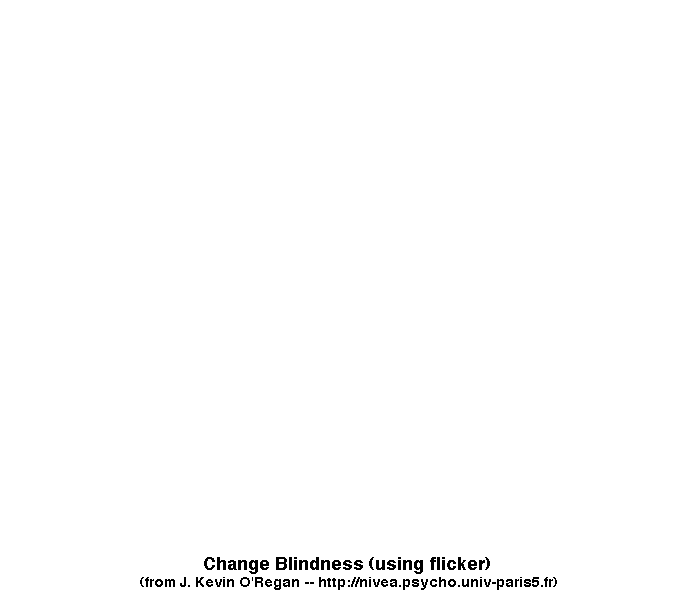 Change Blindness (using flicker)
(from J. Kevin O'Regan -- http://nivea.psycho.univ-paris5.fr)